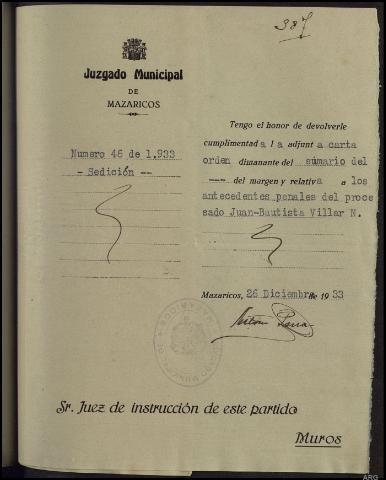 387
Juzgado Municipal
DE
MAZARICOS
Numero 46 de 1.933
- Sedición --
Tengo el honor de devolverle
cumplimentada la adjunta carta
orden dimanante del sumario del
--- del margen y relativa a los
antecedentes penales del proce
sado Juan-Bautista Villar N.
Mazaricos, 26 Diciembre de 1933
Sr. Juez de instrucción de este partido
Muros
ARG